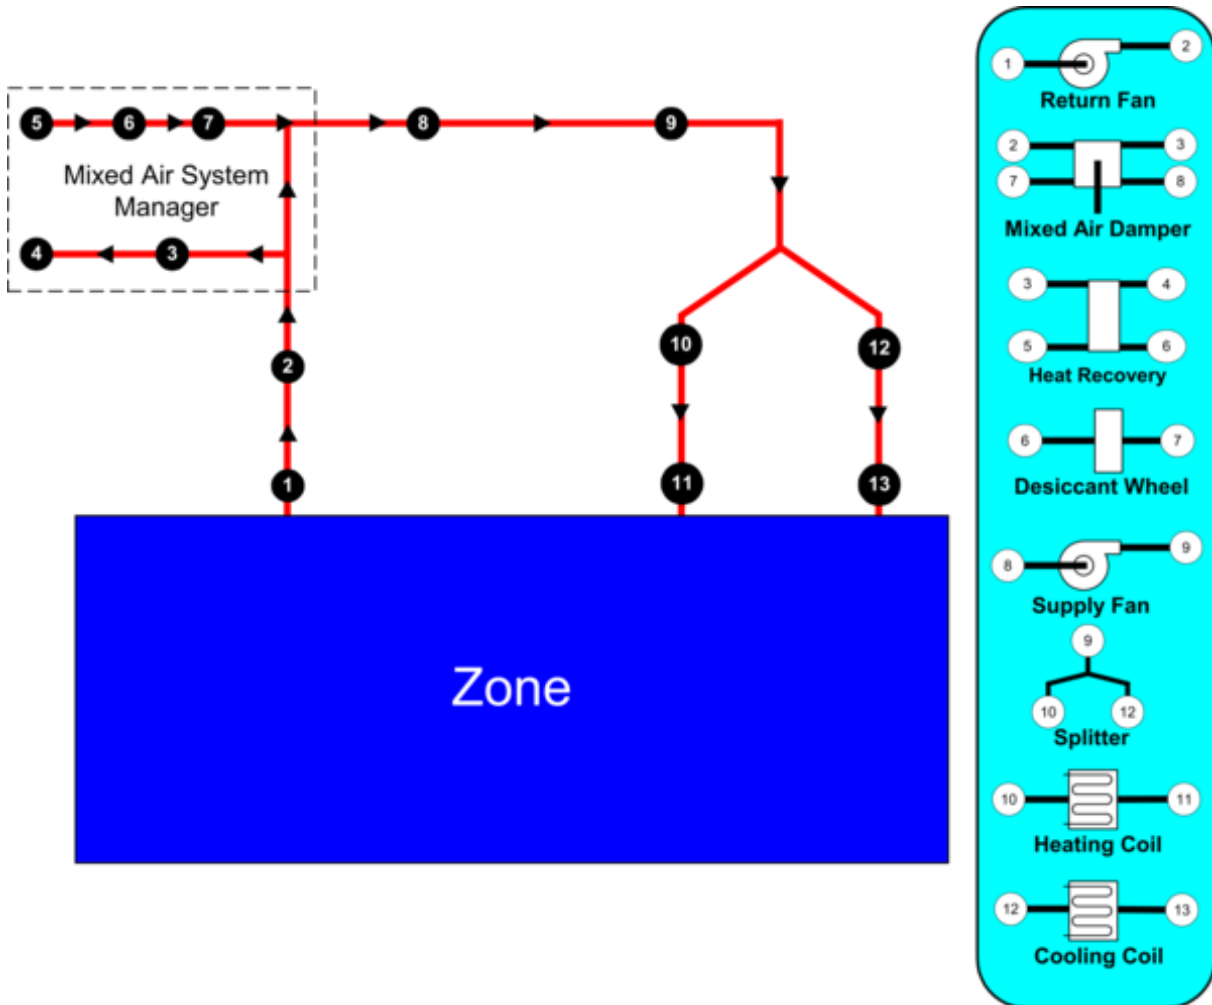 5 6 7 8 9
Mixed Air System
Manager
4 3
2
10 12
1
11 13
Zone
1 2
Return Fan
2 3
7 8
Mixed Air Damper
3 4
5 6
Heat Recovery
6 7
Desiccant Wheel
8 9
Supply Fan
9
10 12
Splitter
10 11
Heating Coil
12 13
Cooling Coil